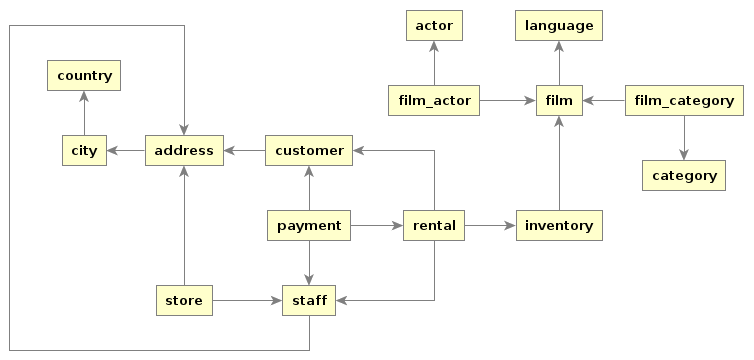 actor
language
country
film_actor
film
film_category
city
address
customer
category
payment
rental
inventory
store
staff